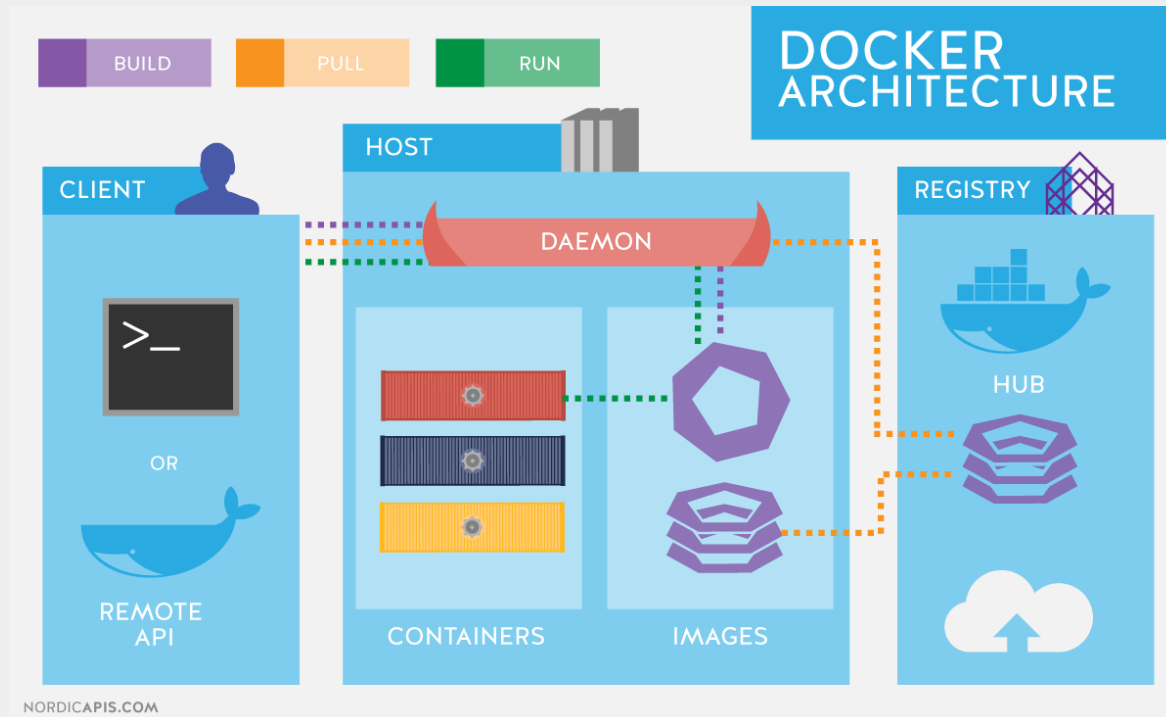 BUILD
PULL
RUN
DOCKER
ARCHITECTURE
HOST
CLIENT
REGISTRY
DAEMON
>_
HUB
OR
REMOTE
API
CONTAINERS
IMAGES
NORDICAPIS.COM